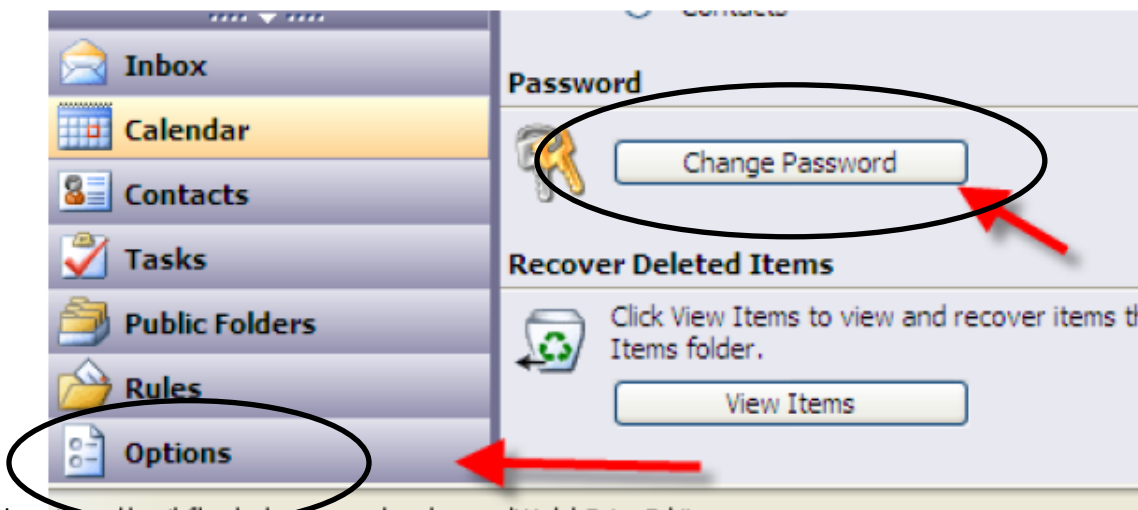 Inbox
Calendar
Contacts
Tasks
Public Folders
Rules
Options
Contacts
Password
Change Password
Recover Deleted Items
Click View Items to view and recover items th
Items folder.
View Items